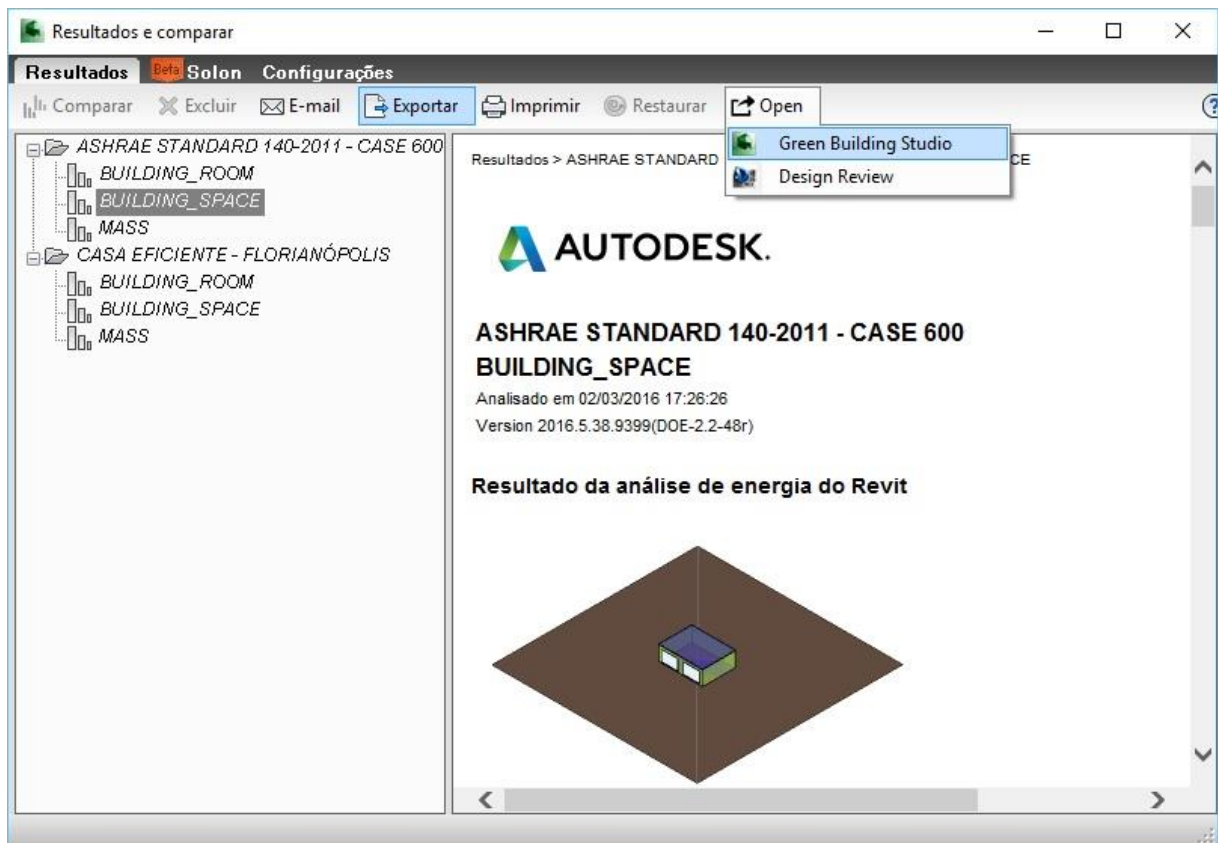 Resultados e comparar
Resultados Beta Solon Configurações
Comparar Excluir E-mail Exportar Imprimir Restaurar Open ?
Green Building Studio
Design Review
ASHRAE STANDARD 140-2011 - CASE 600
BUILDING_ROOM
BUILDING_SPACE
MASS
CASA EFICIENTE - FLORIANÓPOLIS
BUILDING_ROOM
BUILDING_SPACE
MASS
Resultados > ASHRAE STANDARD CE
AUTODESK.
ASHRAE STANDARD 140-2011 - CASE 600
BUILDING_SPACE
Analisado em 02/03/2016 17:26:26
Version 2016.5.38.9399(DOE-2.2-48r)
Resultado da análise de energia do Revit